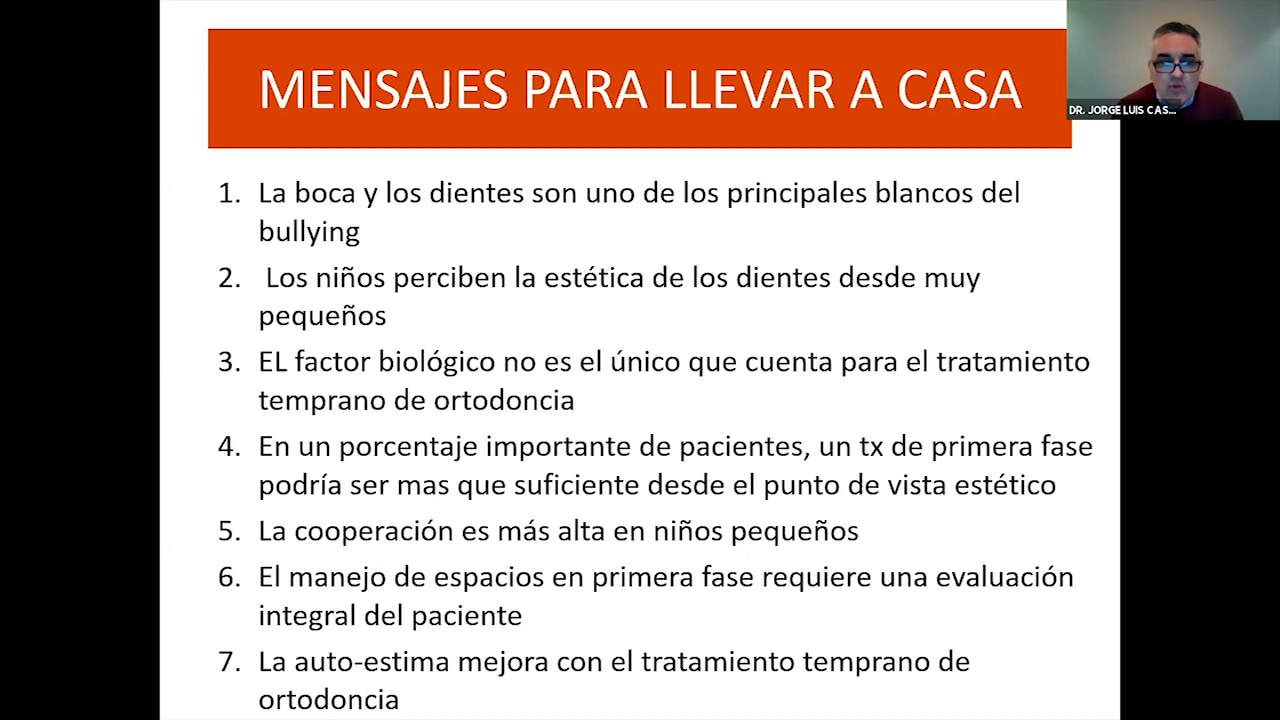 MENSAJES PARA LLEVAR A CASA
DR. JORGE LUIS CAS...
1. La boca y los dientes son uno de los principales blancos del
bullying
2. Los niños perciben la estética de los dientes desde muy
pequeños
3. EL factor biológico no es el único que cuenta para el tratamiento
temprano de ortodoncia
4. En un porcentaje importante de pacientes, un tx de primera fase
podría ser mas que suficiente desde el punto de vista estético
5. La cooperación es más alta en niños pequeños
6. El manejo de espacios en primera fase requiere una evaluación
integral del paciente
7. La auto-estima mejora con el tratamiento temprano de
ortodoncia